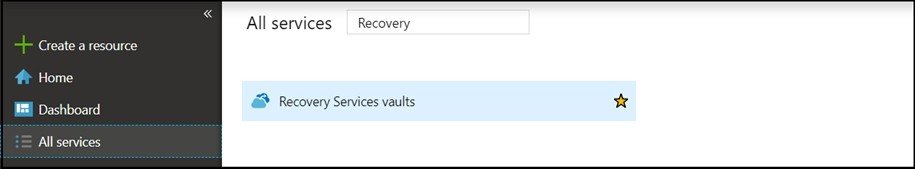 «
Create a resource
Home
Dashboard
All services
All services
Recovery
Recovery Services vaults